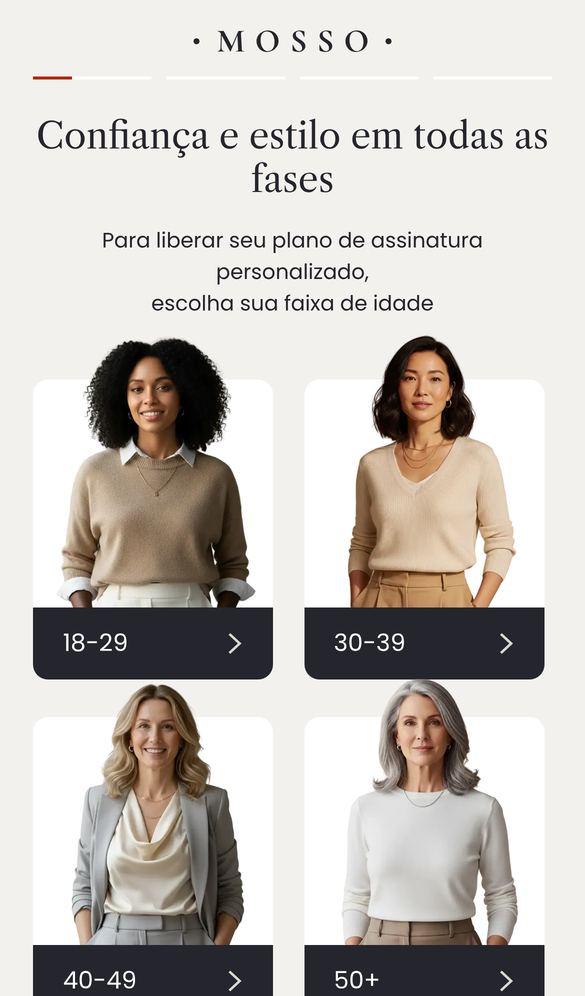 • MOSSO •
Confiança e estilo em todas as
fases
Para liberar seu plano de assinatura
personalizado,
escolha sua faixa de idade
18-29
30-39
40-49
50+